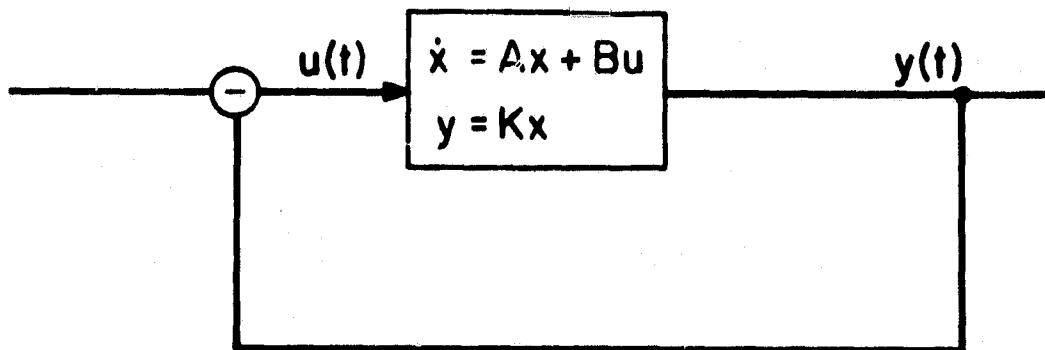 u(t)
ẋ = Ax + Bu
y = Kx
y(t)
−